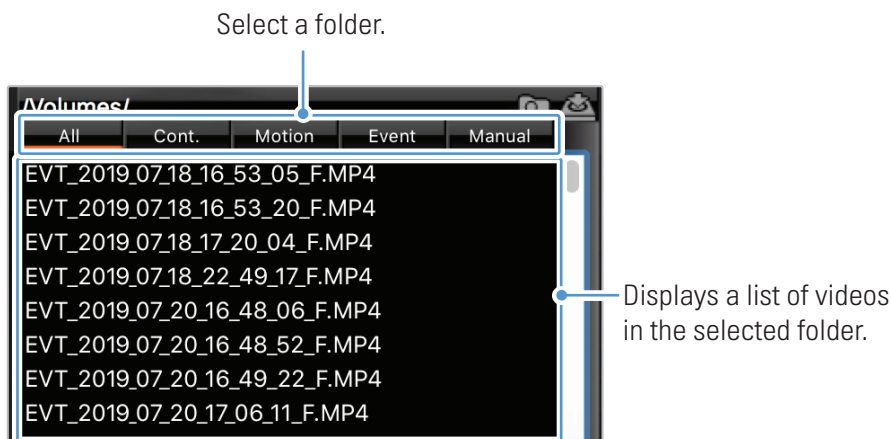 Select a folder.
/Volumes/
All Cont. Motion Event Manual
EVT_2019_07_18_16_53_05_F.MP4
EVT_2019_07_18_16_53_20_F.MP4
EVT_2019_07_18_17_20_04_F.MP4
EVT_2019_07_18_22_49_17_F.MP4
EVT_2019_07_20_16_48_06_F.MP4
Displays a list of videos
in the selected folder.
EVT_2019_07_20_16_48_52_F.MP4
EVT_2019_07_20_16_49_22_F.MP4
EVT_2019_07_20_17_06_11_F.MP4